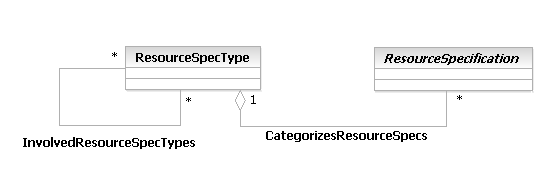 *
ResourceSpecType
ResourceSpecification
*
1
*
InvolvedResourceSpecTypes
CategorizesResourceSpecs